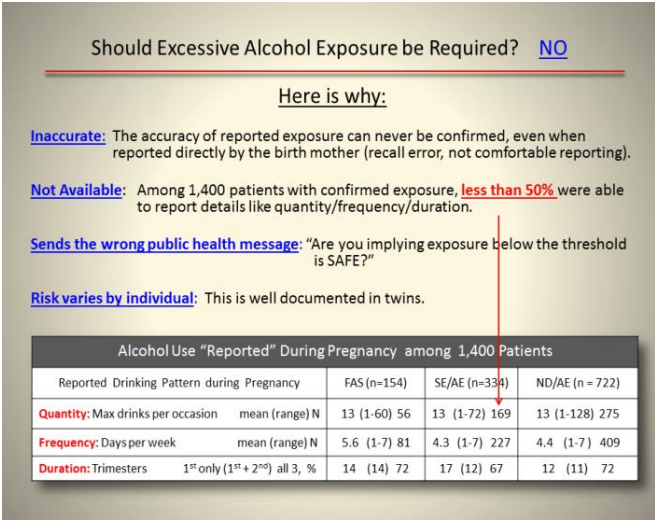 Should Excessive Alcohol Exposure be Required? NO
Here is why:
Inaccurate: The accuracy of reported exposure can never be confirmed, even when
reported directly by the birth mother (recall error, not comfortable reporting).
Not Available: Among 1,400 patients with confirmed exposure, less than 50% were able
to report details like quantity/frequency/duration.
Sends the wrong public health message: “Are you implying exposure below the threshold
is SAFE?”
Risk varies by individual: This is well documented in twins.
Alcohol Use “Reported” During Pregnancy among 1,400 Patients
Reported Drinking Pattern during Pregnancy FAS (n=154) SE/AE (n=334) ND/AE (n = 722)
Quantity: Max drinks per occasion mean (range) N 13 (1-60) 56 13 (1-72) 169 13 (1-128) 275
Frequency: Days per week mean (range) N 5.6 (1-7) 81 4.3 (1-7) 227 4.4 (1-7) 409
Duration: Trimesters 1st only (1st + 2nd) all 3, % 14 (14) 72 17 (12) 67 12 (11) 72